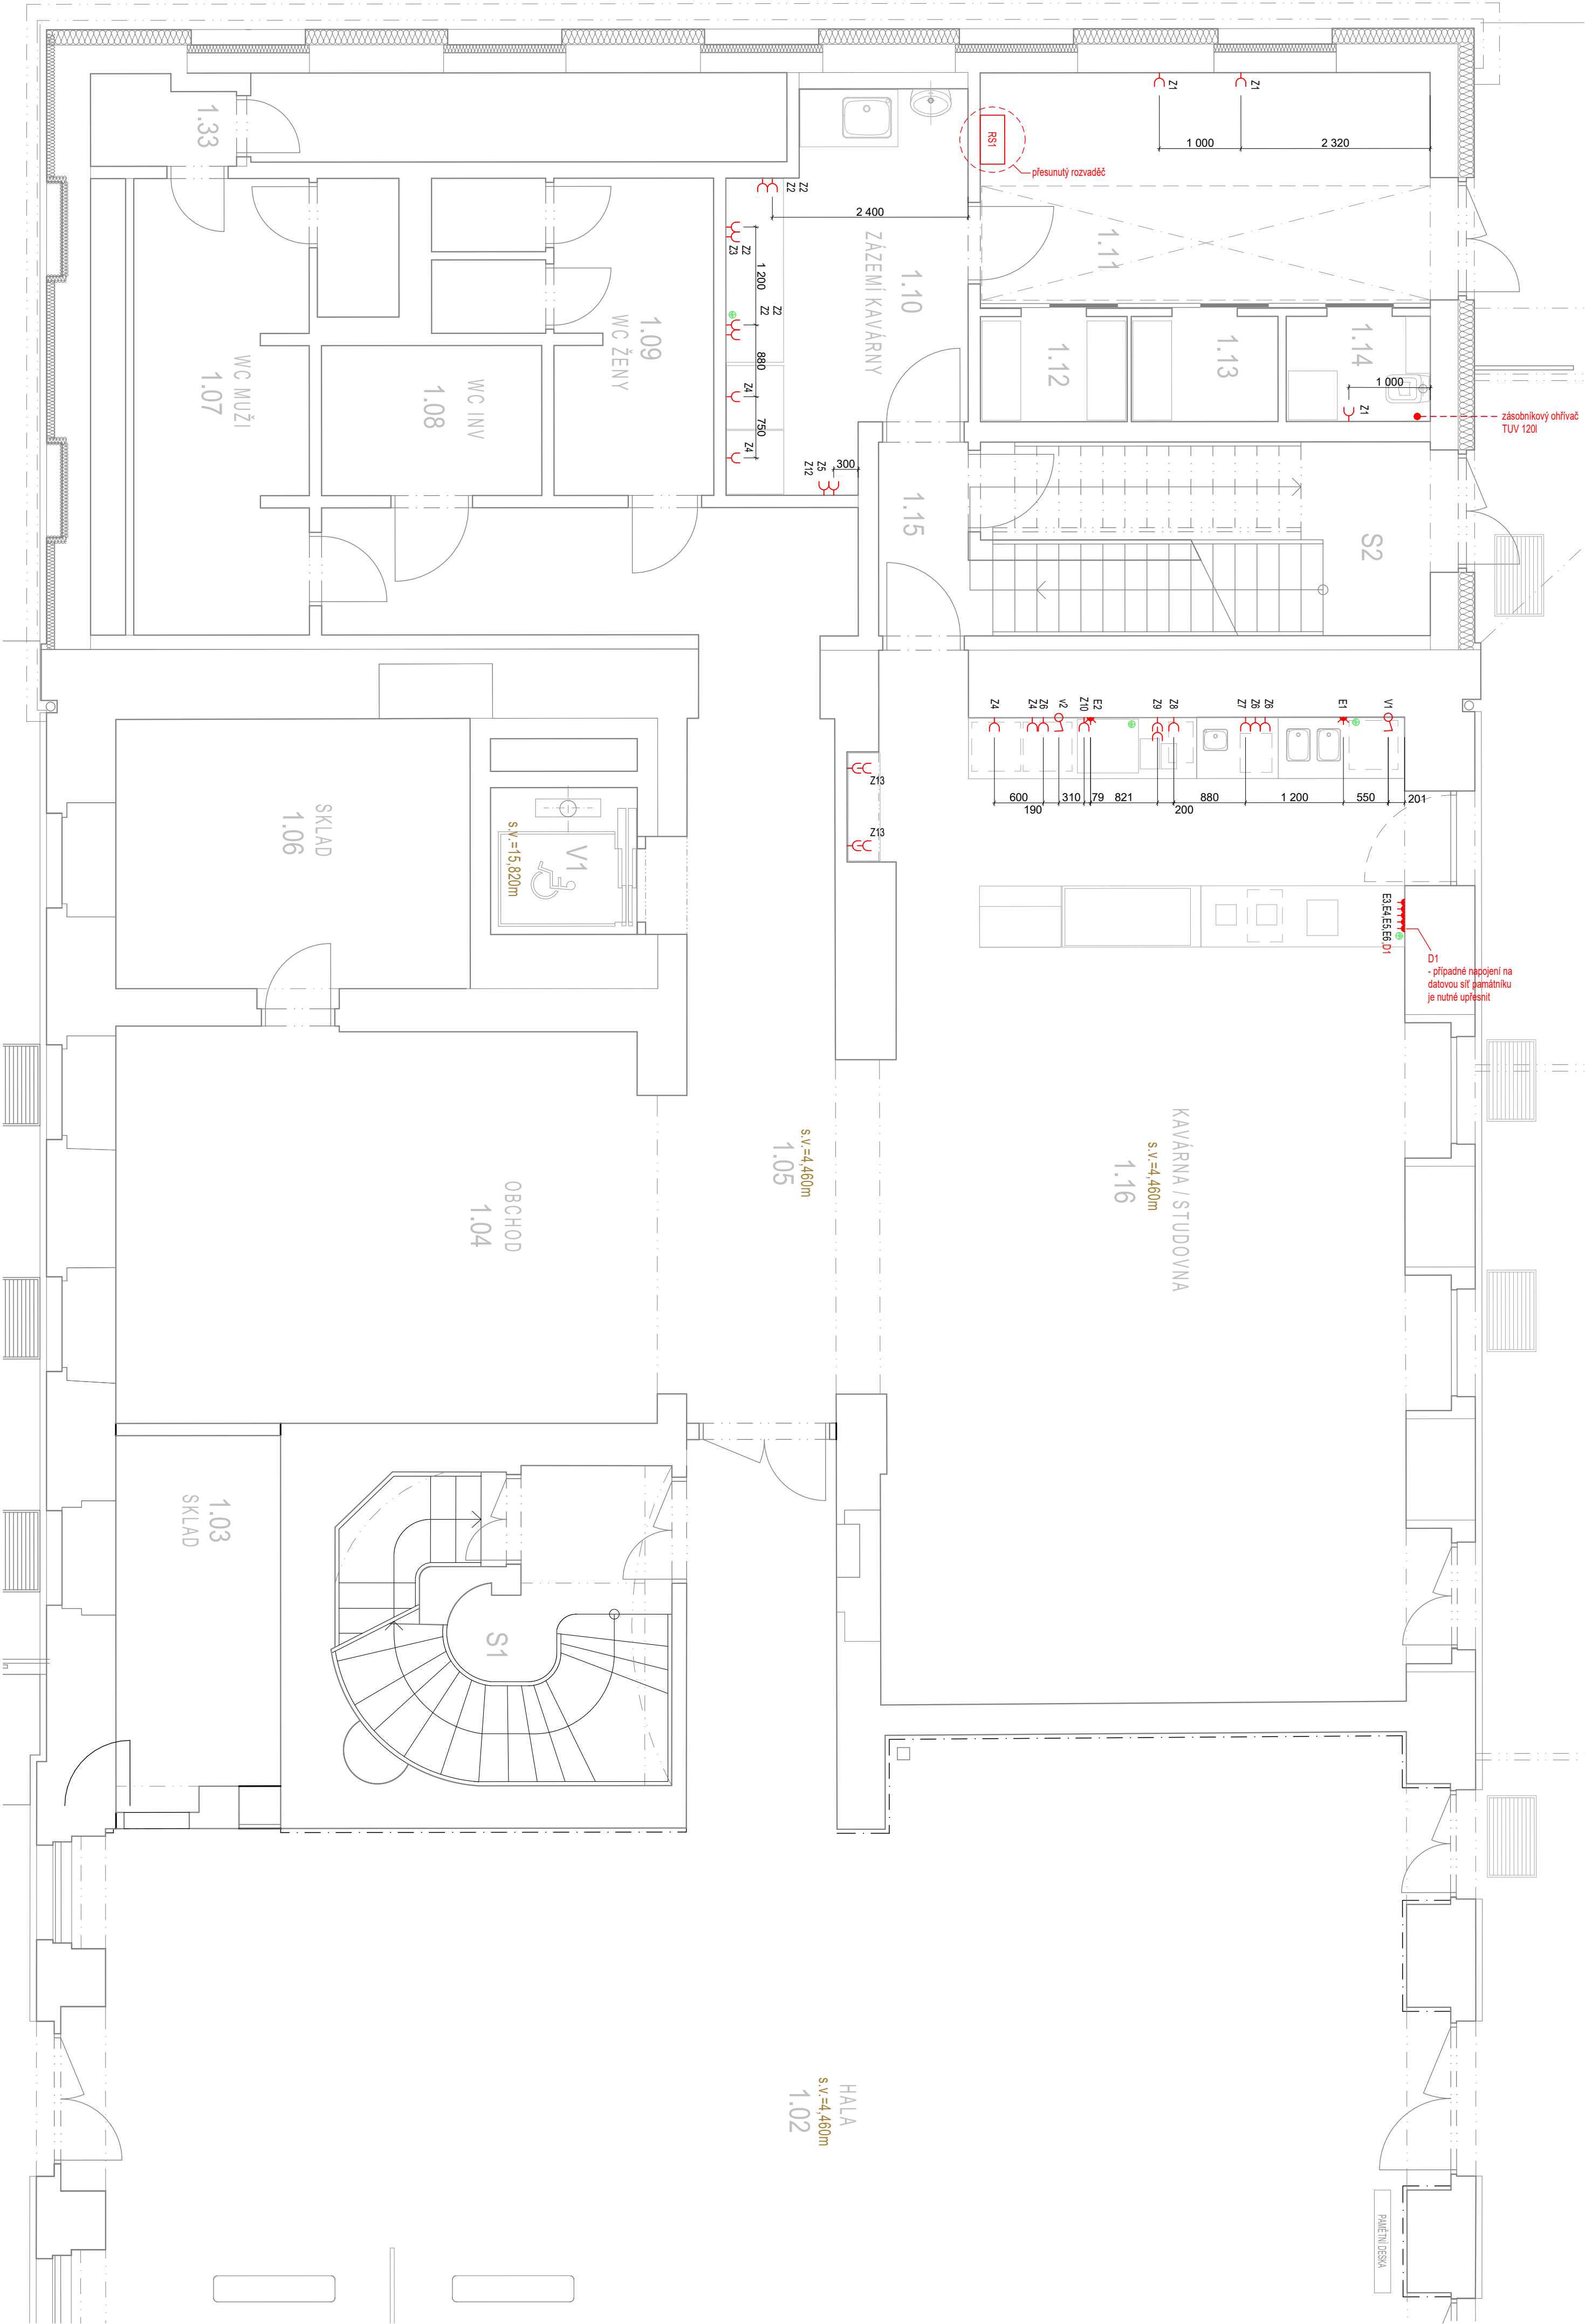 Z1
Z1
1 000
2 320
RS1
přesunutý rozvaděč
1.33
Z2
Z2
2 400
Z2
Z3
1 200
Z2
Z2
880
Z4
750
Z4
Z5
Z12
300
ZÁZEMÍ KAVÁRNY
1.10
1.11
1.12
1.13
1.14
1 000
Z1
zásobníkový ohřívač
TUV 120l
WC MUŽI
1.07
WC INV
1.08
1.09
WC ŽENY
1.15
S2
Z4
Z4
Z6
v2
Z10
E2
Z9
Z8
Z7
Z6
Z6
E1
V1
600
190
310
79
821
200
880
1 200
550
201
Z13
Z13
SKLAD
1.06
V1
s.v.=15,820m
E3,E4,E5,E6,D1
D1
- případné napojení na
datovou síť památníku
je nutné upřesnit
OBCHOD
1.04
s.v.=4,460m
1.05
KAVÁRNA / STUDOVNA
s.v.=4,460m
1.16
1.03
SKLAD
S1
HALA
s.v.=4,460m
1.02
PAMĚTNÍ DESKA